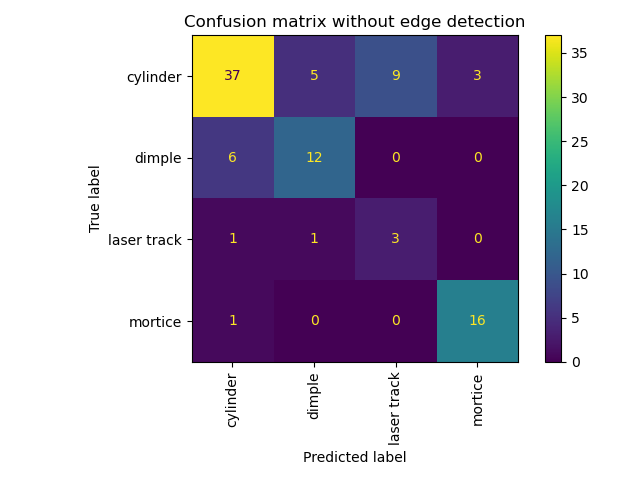 Confusion matrix without edge detection
True label
cylinder 37 5 9 3
dimple 6 12 0 0
laser track 1 1 3 0
mortice 1 0 0 16
cylinder dimple laser track mortice
Predicted label
35
30
25
20
15
10
5
0